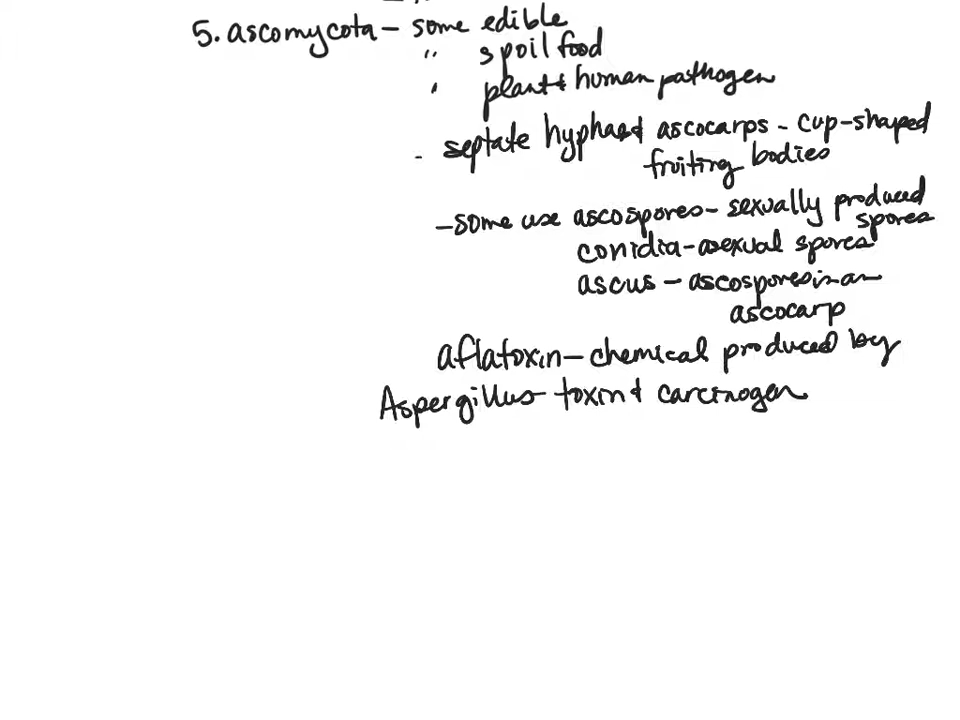 5. ascomycota - some edible
" spoil food
" plant & human pathogen
- septate hyphae & ascocarps - cup-shaped
fruiting bodies
- some use ascospores - sexually produced
spores
conidia - asexual spores
ascus - ascospores in an
ascocarp
aflatoxin - chemical produced by
Aspergillus - toxin & carcinogen